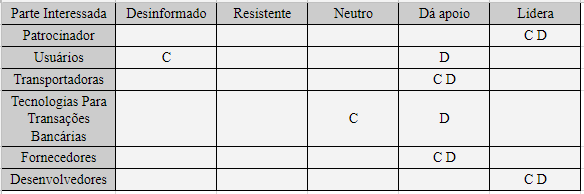 Parte Interessada Desinformado Resistente Neutro Dá apoio Lidera
Patrocinador C D
Usuários C D
Transportadoras C D
Tecnologias Para
Transações C D
Bancárias
Fornecedores C D
Desenvolvedores C D